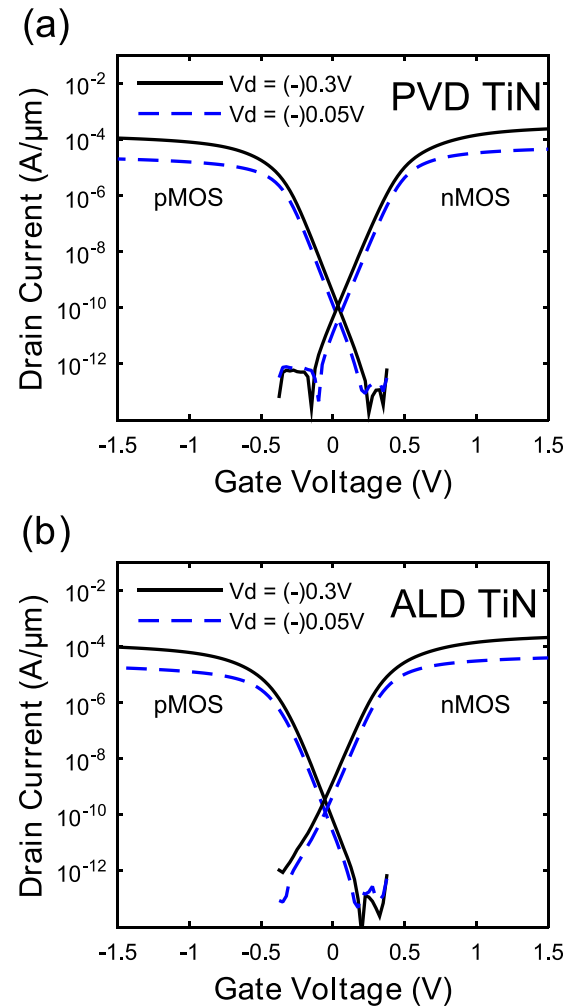 (a)
Vd = (-)0.3V
Vd = (-)0.05V
PVD TiN
pMOS
nMOS
10^-2
10^-4
10^-6
10^-8
10^-10
10^-12
Drain Current (A/µm)
-1.5 -1 -0.5 0 0.5 1 1.5
Gate Voltage (V)
(b)
Vd = (-)0.3V
Vd = (-)0.05V
ALD TiN
pMOS
nMOS
10^-2
10^-4
10^-6
10^-8
10^-10
10^-12
Drain Current (A/µm)
-1.5 -1 -0.5 0 0.5 1 1.5
Gate Voltage (V)